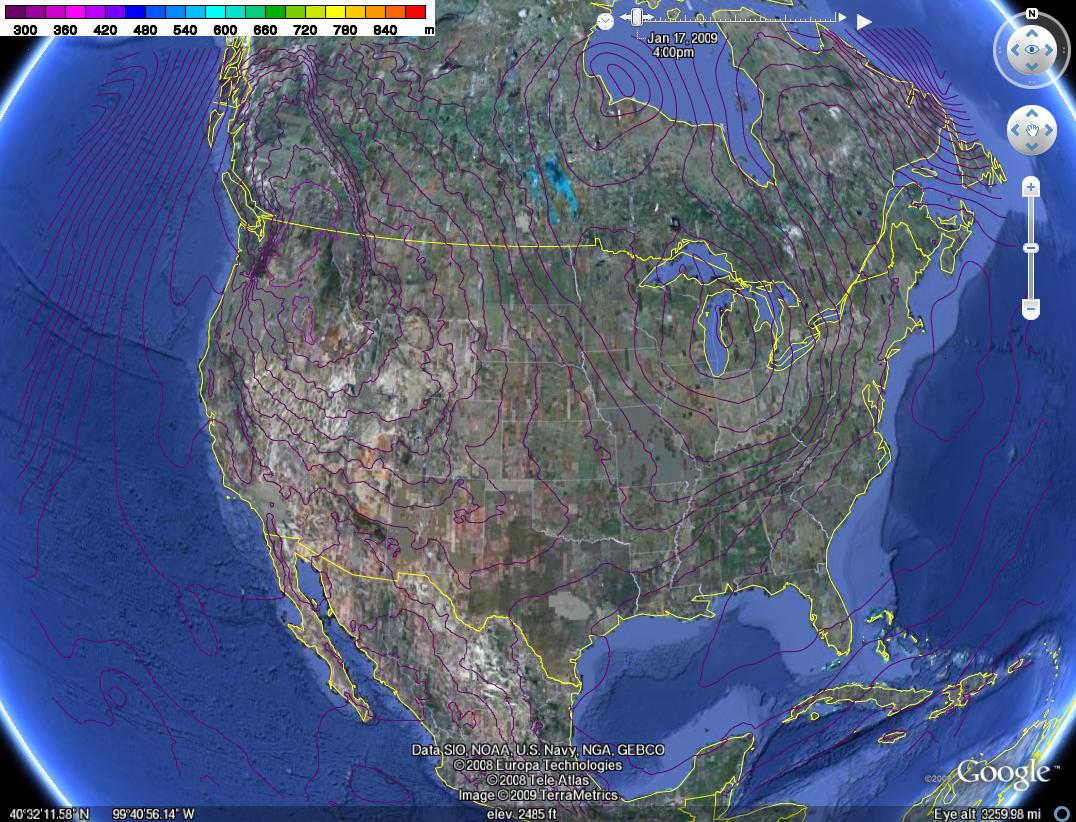 300 360 420 480 540 600 660 720 780 840 m
Jan 17, 2009
4:00pm
N
Data SIO, NOAA, U.S. Navy, NGA, GEBCO
©2008 Europa Technologies
©2008 Tele Atlas
Image ©2009 TerraMetrics
Google™
40°32'11.58" N 99°40'56.14" W elev 2485 ft Eye alt 3259.98 mi